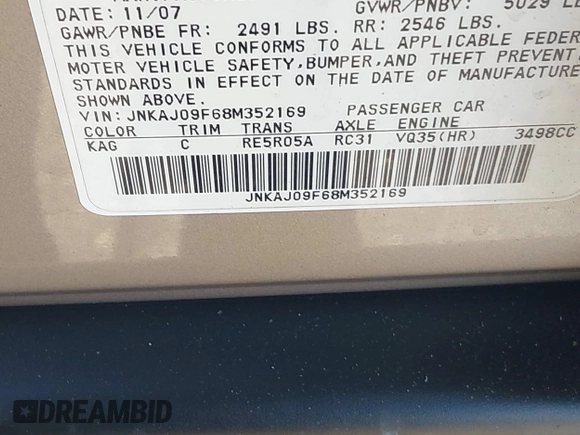 DATE: 11/07 GVWR/PNBV: 5029
GAWR/PNBE FR: 2491 LBS. RR: 2546 LBS.
THIS VEHICLE CONFORMS TO ALL APPLICABLE FEDER
MOTOR VEHICLE SAFETY, BUMPER, AND THEFT PREVENT
STANDARDS IN EFFECT ON THE DATE OF MANUFACTURE
SHOWN ABOVE.
VIN: JNKAJ09F68M352169 PASSENGER CAR
COLOR TRIM TRANS AXLE ENGINE
KAG C RE5R05A RC31 VQ35(HR) 3498CC
JNKAJ09F68M352169
DREAMBID